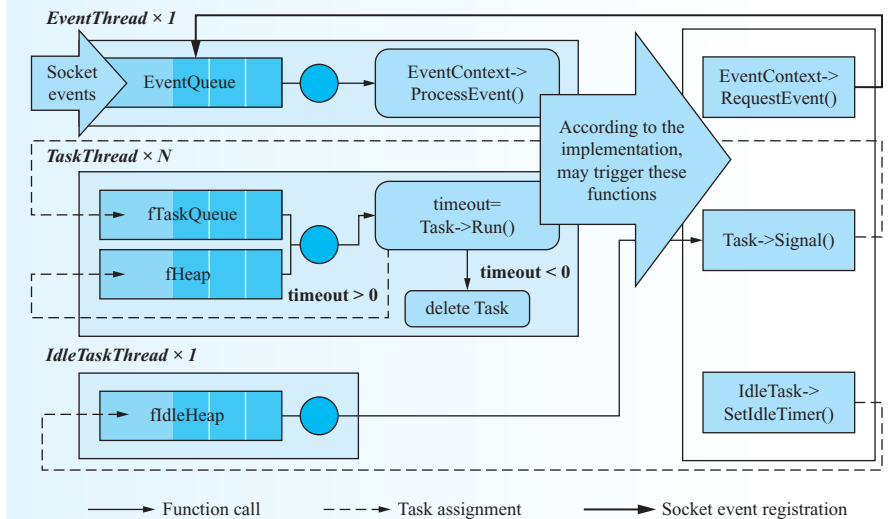 EventThread × 1
Socket
events
EventQueue
EventContext->
ProcessEvent()
According to the
implementation,
may trigger these
functions
EventContext->
RequestEvent()
TaskThread × N
fTaskQueue
fHeap
timeout=
Task->Run()
timeout > 0
timeout < 0
delete Task
Task->Signal()
IdleTaskThread × 1
fIdleHeap
IdleTask->
SetIdleTimer()
Function call
Task assignment
Socket event registration